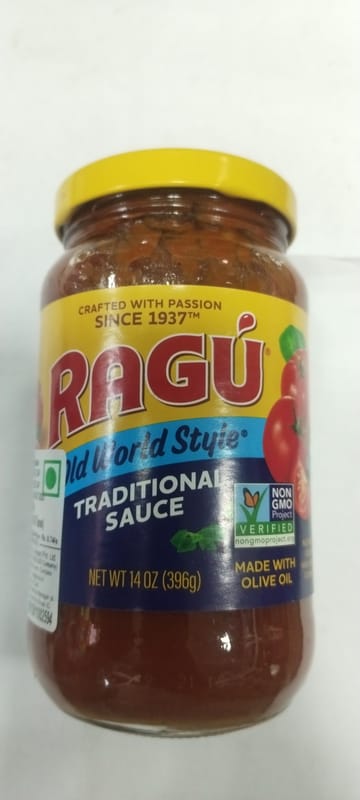 CRAFTED WITH PASSION
SINCE 1937™
RAGÚ®
Old World Style®
TRADITIONAL
SAUCE
NON
GMO
Project
VERIFIED
nongmoproject.org
MADE WITH
OLIVE OIL
NET WT 14 OZ (396g)